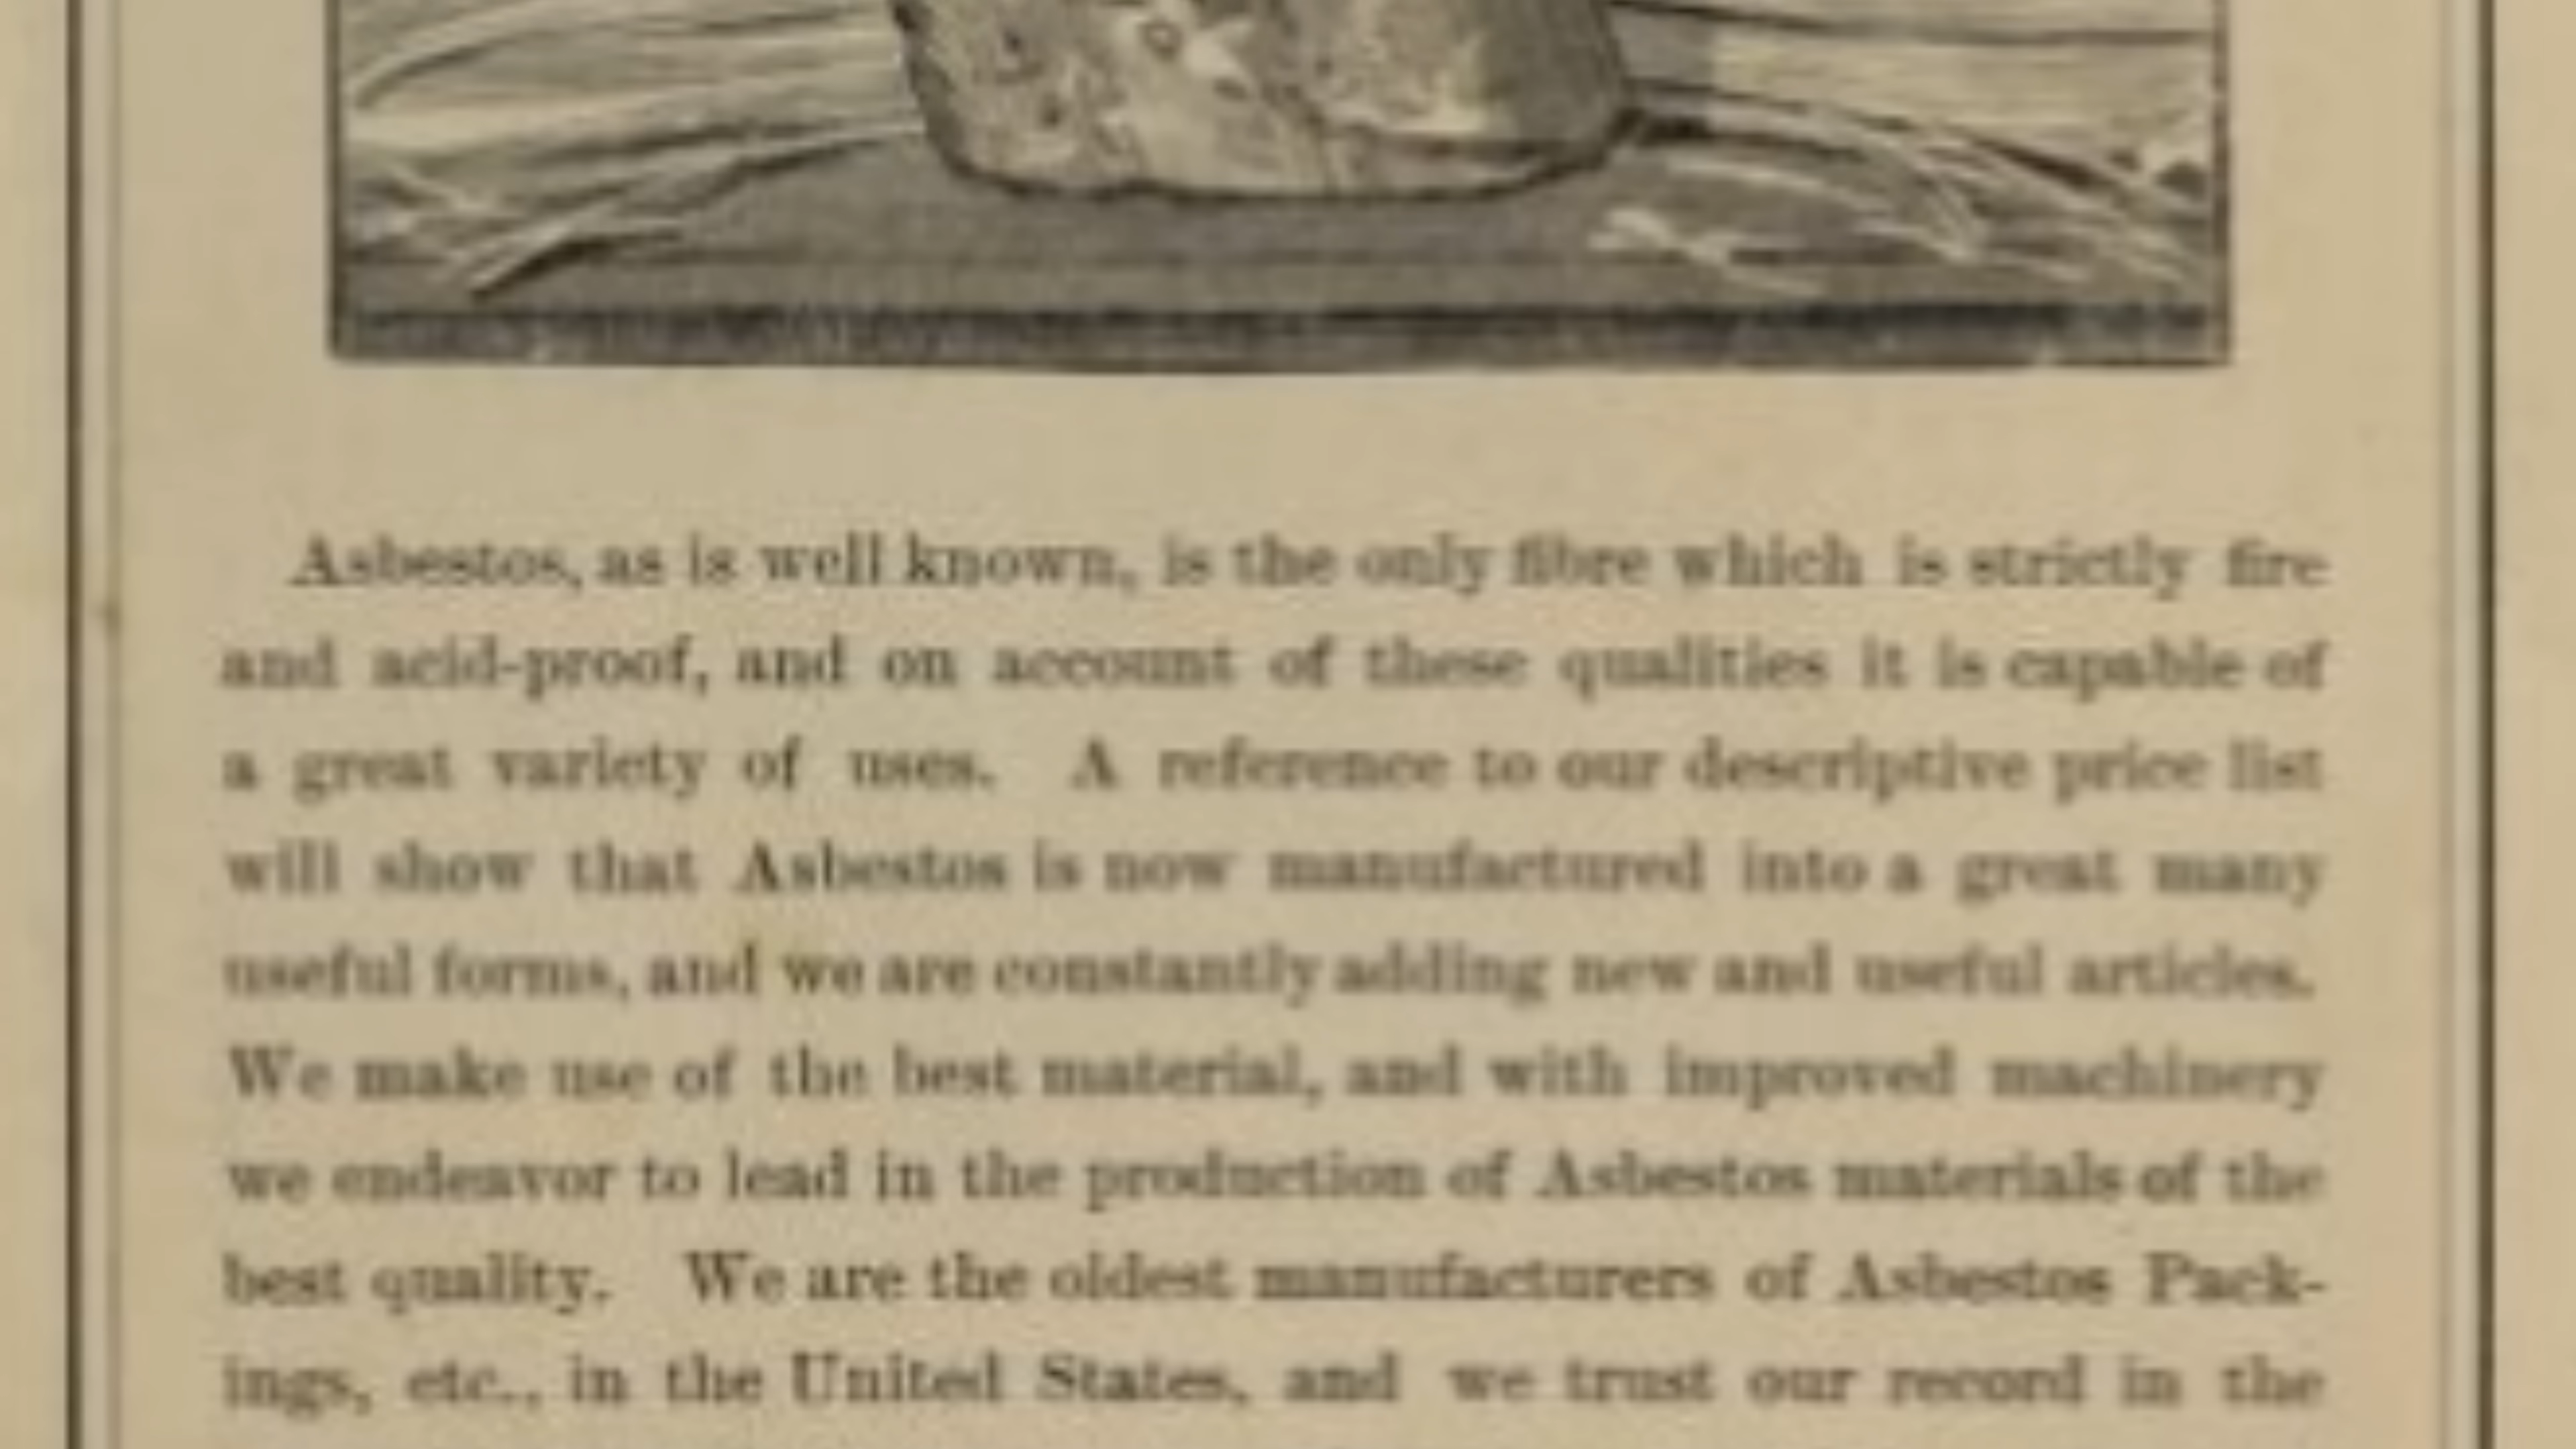 Asbestos, as is well known, is the only fibre which is strictly fire
and acid-proof, and on account of these qualities it is capable of
a great variety of uses. A reference to our descriptive price list
will show that Asbestos is now manufactured into a great many
useful forms, and we are constantly adding new and useful articles.
We make use of the best material, and with improved machinery
we endeavor to lead in the production of Asbestos materials of the
best quality. We are the oldest manufacturers of Asbestos Pack-
ings, etc., in the United States, and we trust our record in the